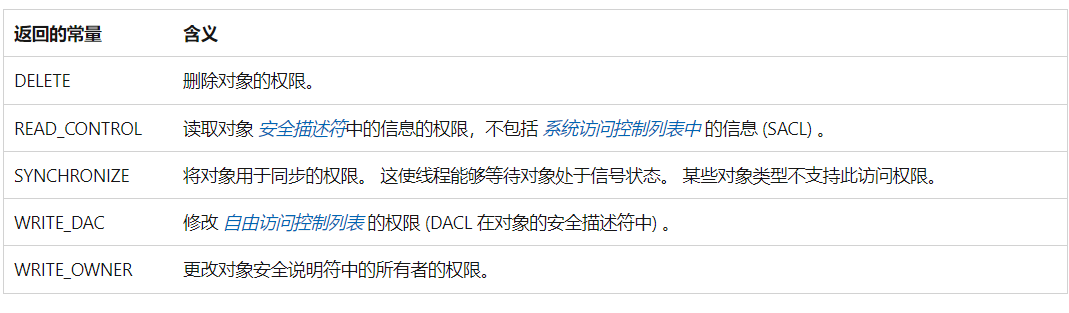 返回的常量 含义
DELETE 删除对象的权限。
READ_CONTROL 读取对象 安全描述符中的信息的权限，不包括 系统访问控制列表中 的信息 (SACL) 。
SYNCHRONIZE 将对象用于同步的权限。 这使线程能够等待对象处于信号状态。 某些对象类型不支持此访问权限。
WRITE_DAC 修改 自由访问控制列表 的权限 (DACL 在对象的安全描述符中) 。
WRITE_OWNER 更改对象安全说明符中的所有者的权限。